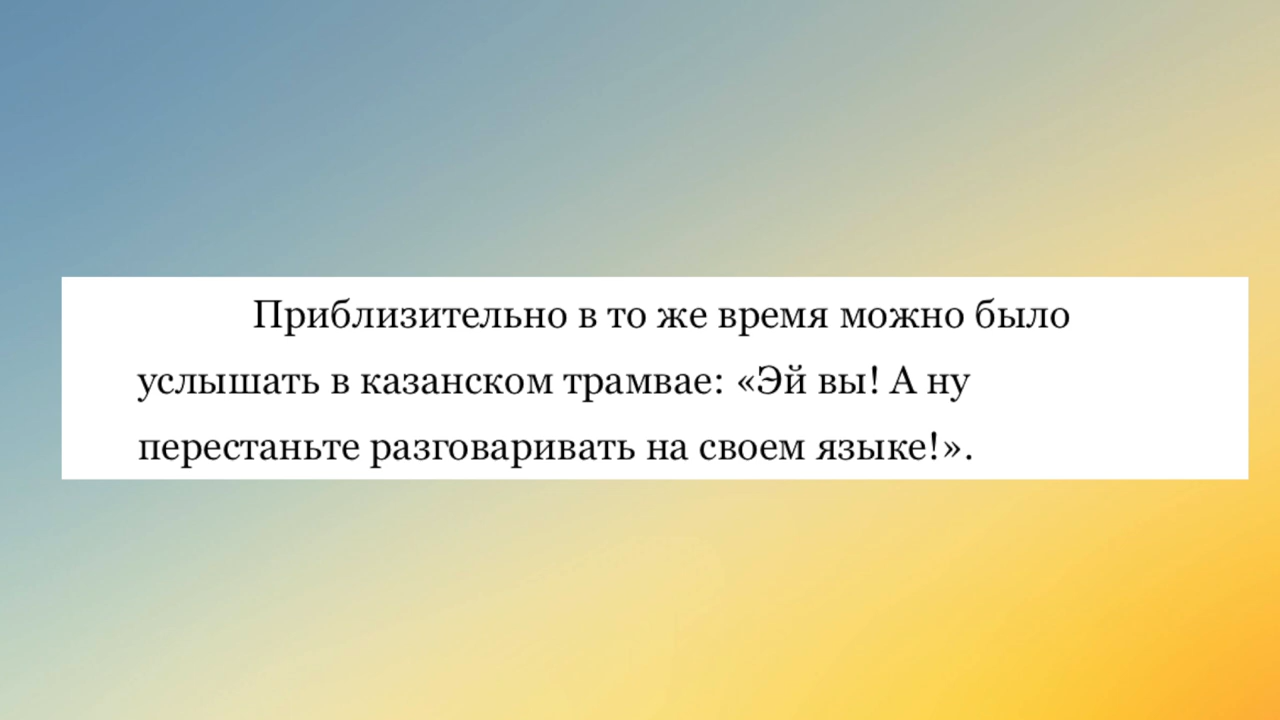 Приблизительно в то же время можно было
услышать в казанском трамвае: «Эй вы! А ну
перестаньте разговаривать на своем языке!».